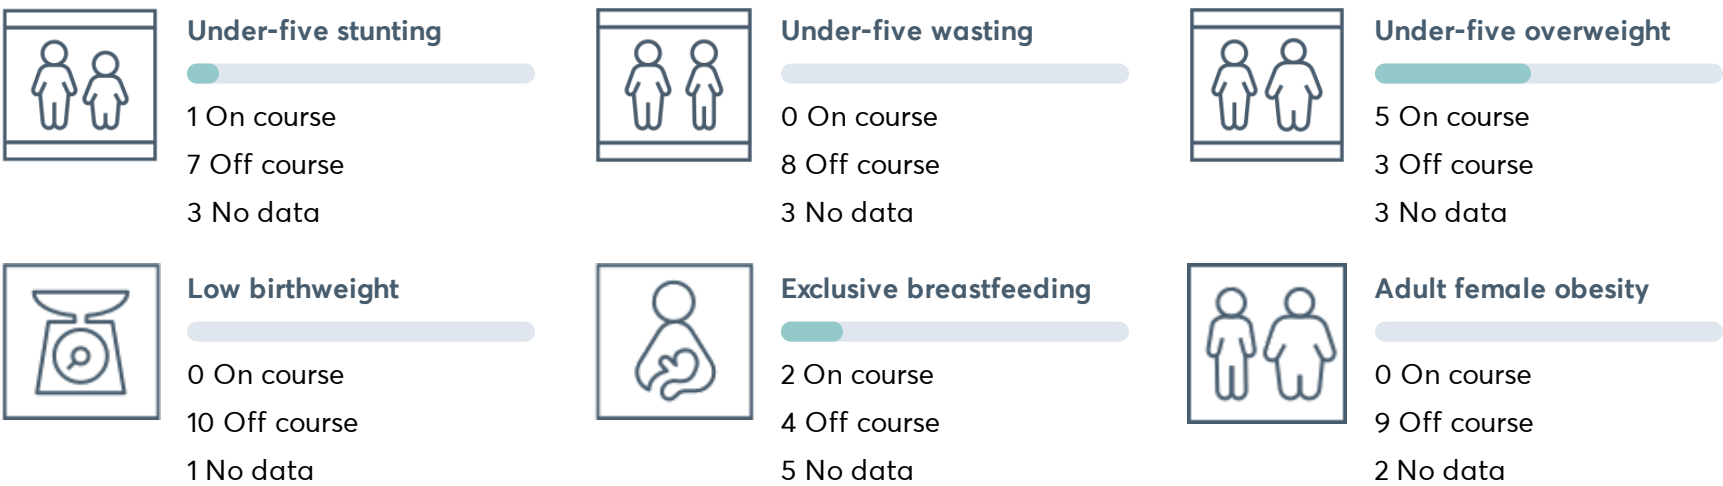 Under-five stunting
1 On course
7 Off course
3 No data
Under-five wasting
0 On course
8 Off course
3 No data
Under-five overweight
5 On course
3 Off course
3 No data
Low birthweight
0 On course
10 Off course
1 No data
Exclusive breastfeeding
2 On course
4 Off course
5 No data
Adult female obesity
0 On course
9 Off course
2 No data